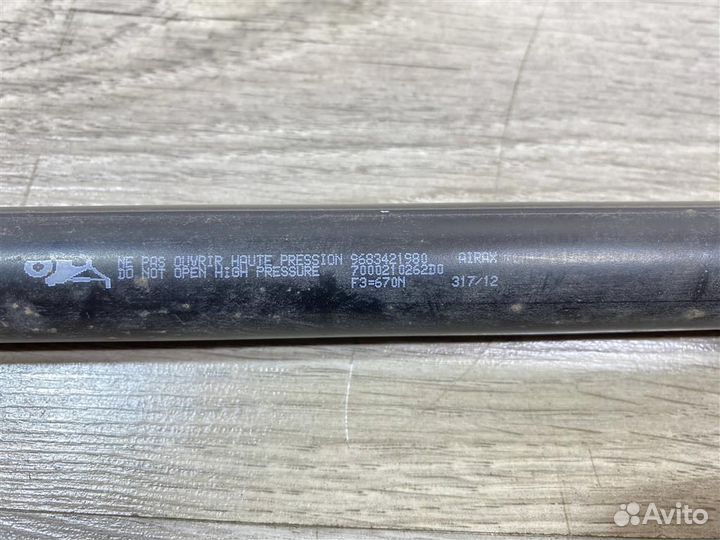 NE PAS OUVRIR HAUTE PRESSION 9683421980 AIRAX
DO NOT OPEN HIGH PRESSURE 7000210262D0
F3=670N 317/12
Avito